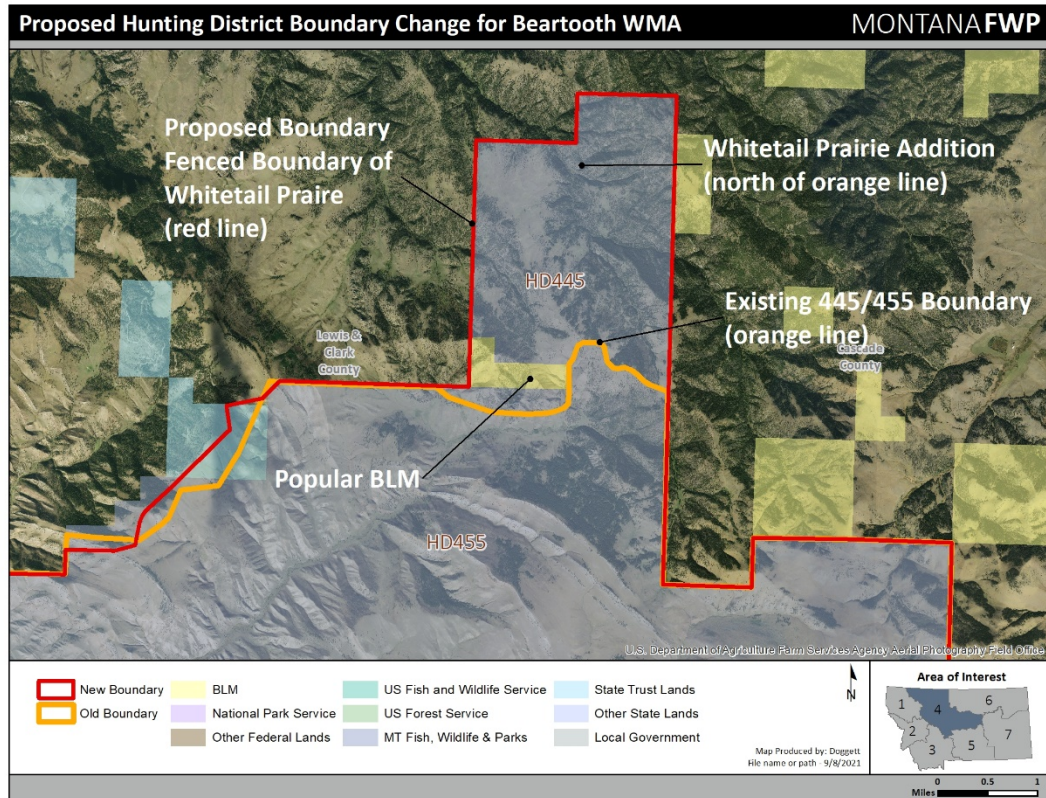 Proposed Hunting District Boundary Change for Beartooth WMA
MONTANAFWP
Proposed Boundary
Fenced Boundary of
Whitetail Praire
(red line)
Whitetail Prairie Addition
(north of orange line)
HD445
Existing 445/455 Boundary
(orange line)
Lewis &
Clark
County
Cascade
County
Popular BLM
HD455
U.S. Department of Agriculture Farm Services Agency Aerial Photography Field Office
New Boundary
Old Boundary
BLM
National Park Service
Other Federal Lands
US Fish and Wildlife Service
US Forest Service
MT Fish, Wildlife & Parks
State Trust Lands
Other State Lands
Local Government
N
Map Produced by: Doggett
File name or path - 9/8/2021
Area of Interest
1
2
3
4
5
6
7
0 0.5 1
Miles